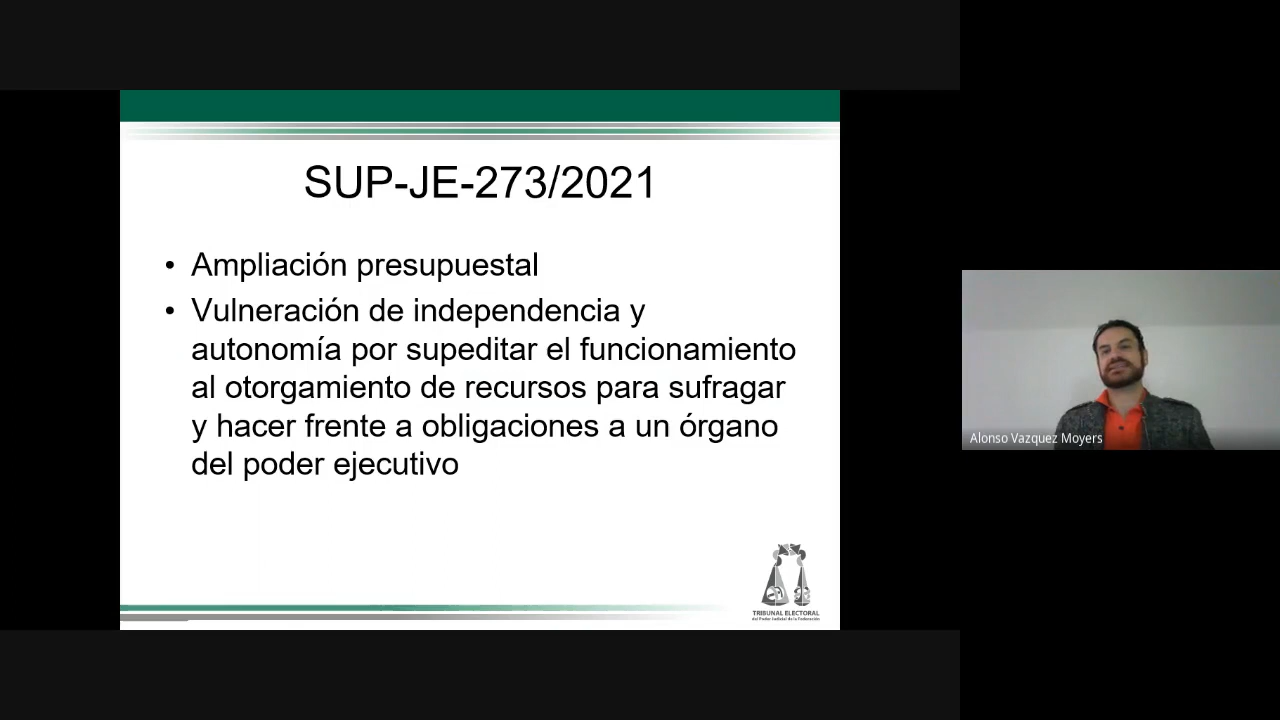 SUP-JE-273/2021
• Ampliación presupuestal
• Vulneración de independencia y
autonomía por supeditar el funcionamiento
al otorgamiento de recursos para sufragar
y hacer frente a obligaciones a un órgano
del poder ejecutivo
TRIBUNAL ELECTORAL
del Poder Judicial de la Federación
Alonso Vazquez Moyers